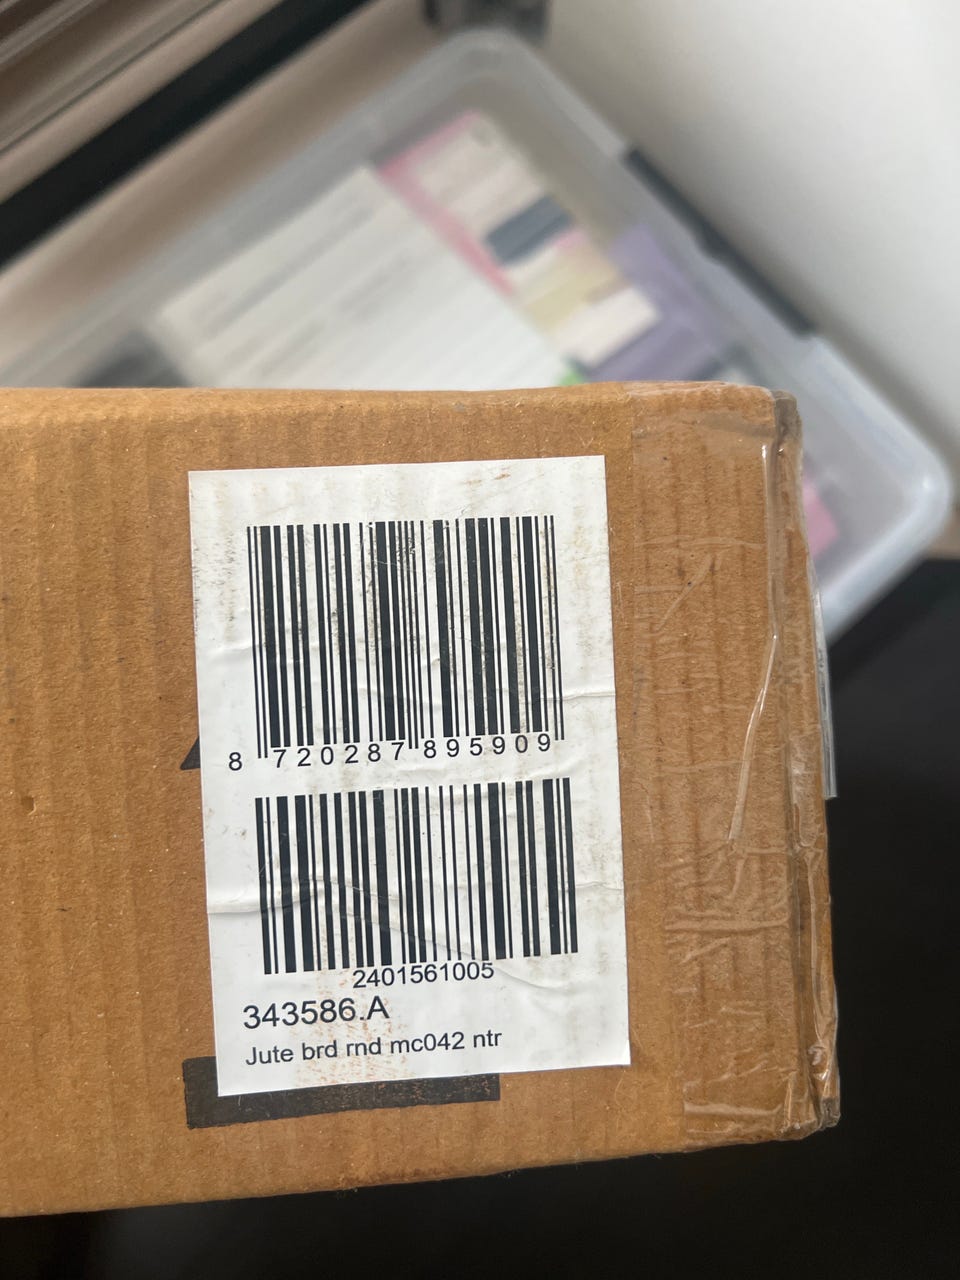 8 720287 895909
2401561005
343586.A
Jute brd rnd mc042 ntr